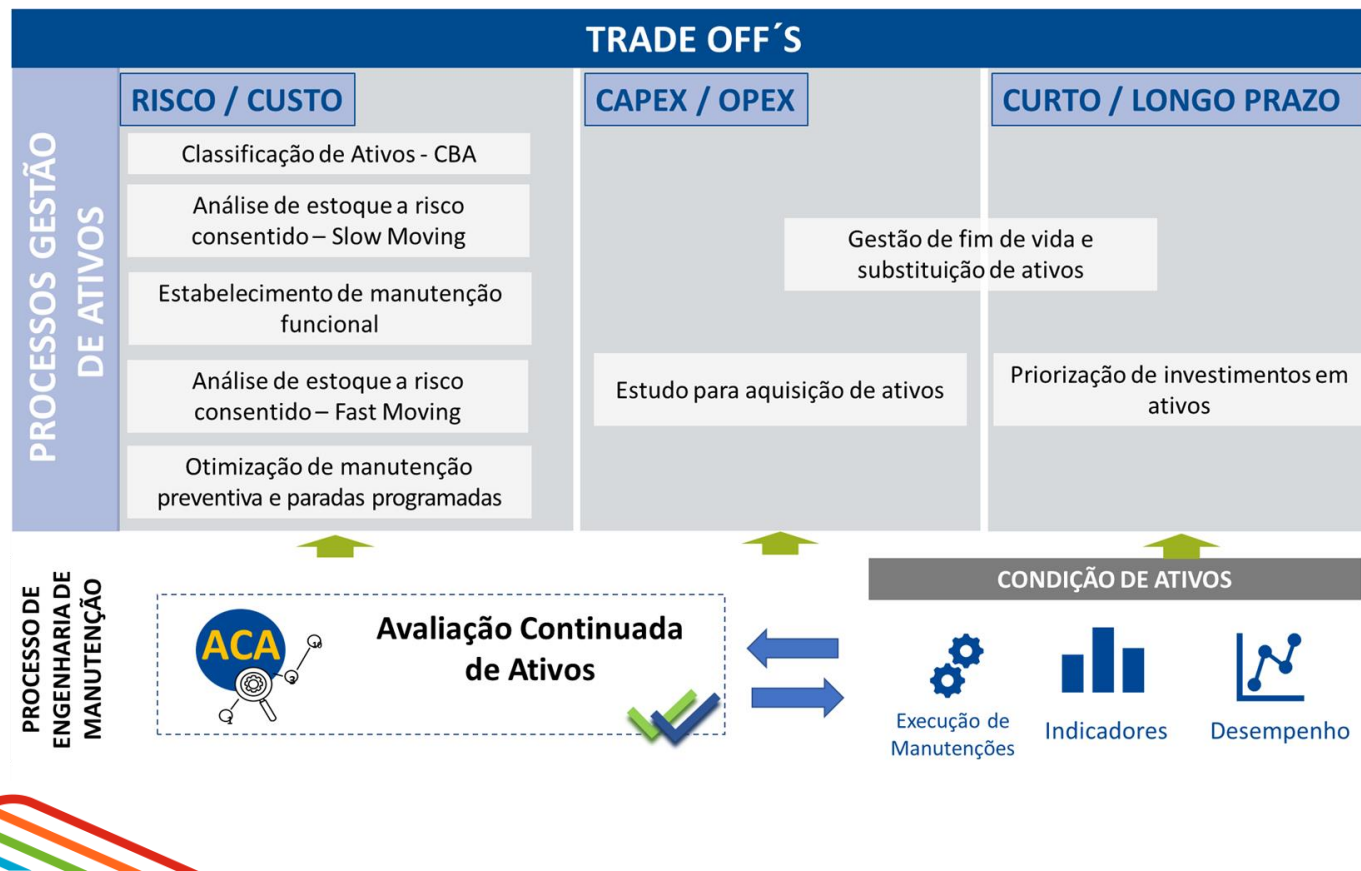 TRADE OFF´S
PROCESSOS GESTÃO
DE ATIVOS
RISCO / CUSTO
Classificação de Ativos - CBA
Análise de estoque a risco
consentido – Slow Moving
Estabelecimento de manutenção
funcional
Análise de estoque a risco
consentido – Fast Moving
Otimização de manutenção
preventiva e paradas programadas
CAPEX / OPEX
CURTO / LONGO PRAZO
Gestão de fim de vida e
substituição de ativos
Estudo para aquisição de ativos
Priorização de investimentos em
ativos
PROCESSO DE
ENGENHARIA DE
MANUTENÇÃO
ACA
10
3
1
Avaliação Continuada
de Ativos
CONDIÇÃO DE ATIVOS
Execução de
Manutenções
Indicadores
Desempenho